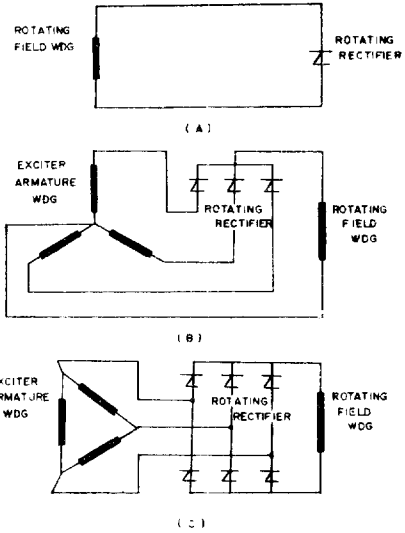 ROTATING
FIELD WDG
ROTATING
RECTIFIER
(A)
EXCITER
ARMATURE
WDG
ROTATING
RECTIFIER
ROTATING
FIELD
WDG
(B)
EXCITER
ARMATURE
WDG
ROTATING
RECTIFIER
ROTATING
FIELD
WDG
(C)